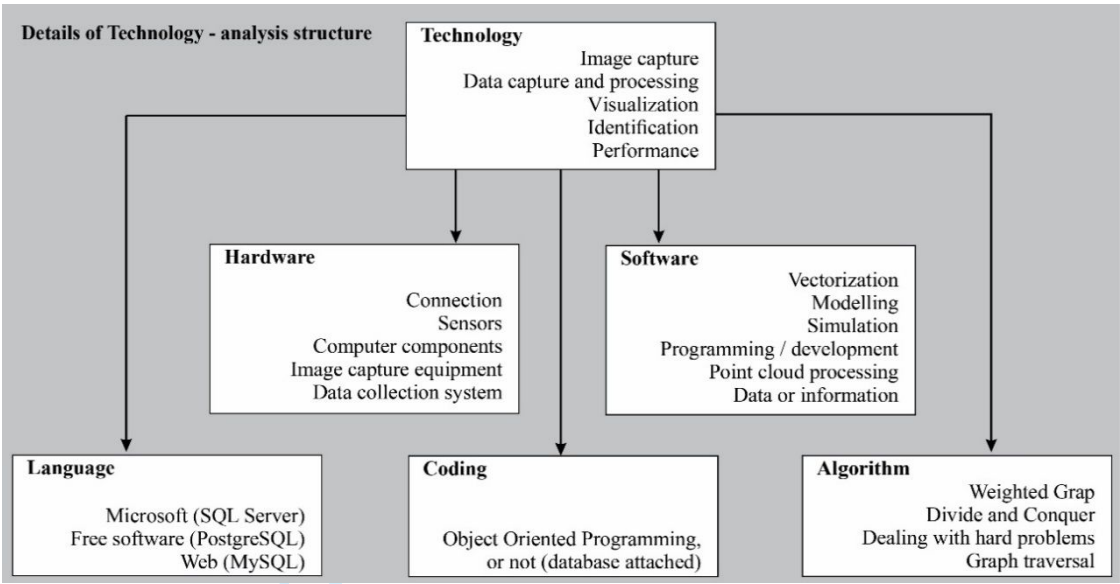 Details of Technology - analysis structure
Technology
Image capture
Data capture and processing
Visualization
Identification
Performance
Hardware
Connection
Sensors
Computer components
Image capture equipment
Data collection system
Software
Vectorization
Modelling
Simulation
Programming / development
Point cloud processing
Data or information
Language
Microsoft (SQL Server)
Free software (PostgreSQL)
Web (MySQL)
Coding
Object Oriented Programming,
or not (database attached)
Algorithm
Weighted Grap
Divide and Conquer
Dealing with hard problems
Graph traversal